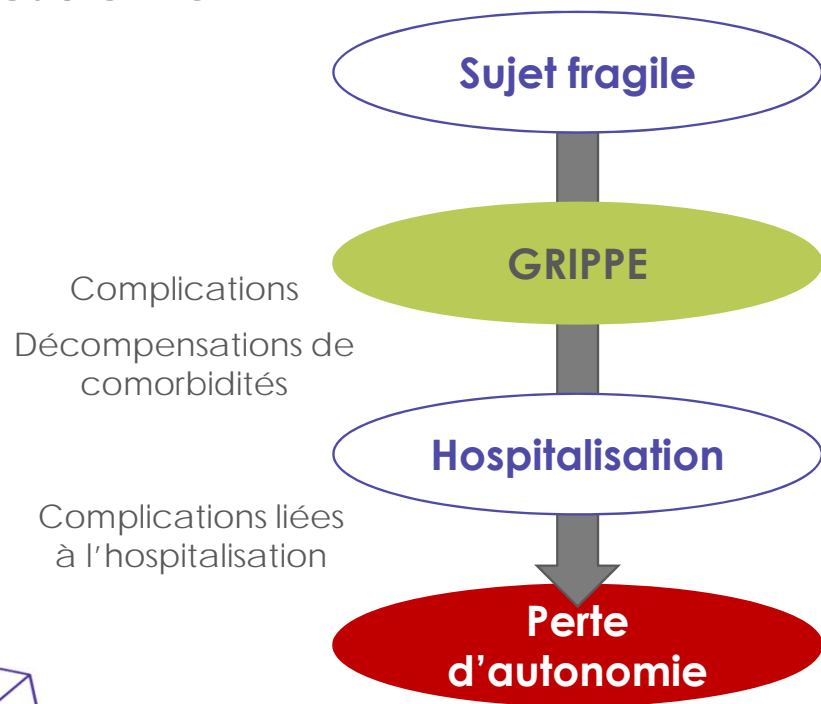 Sujet fragile
GRIPPE
Complications
Décompensations de
comorbidités
Hospitalisation
Complications liées
à l'hospitalisation
Perte
d'autonomie